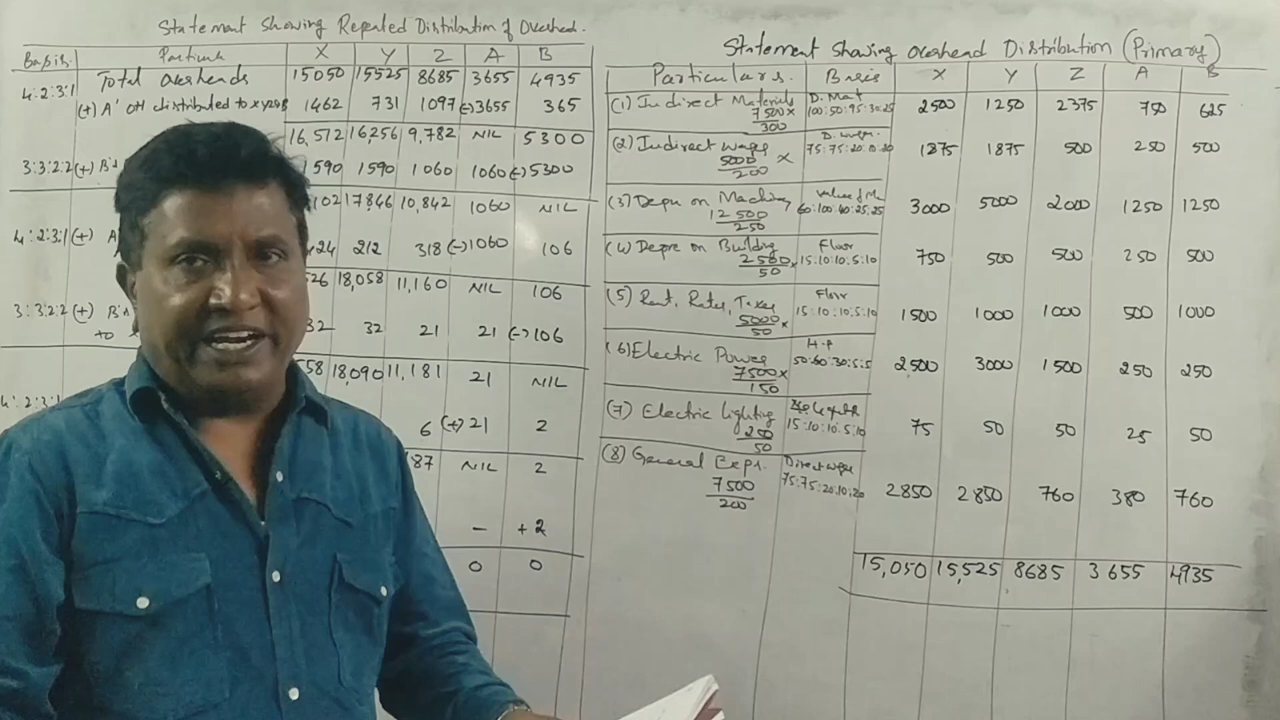 Statement Showing Repeated Distribution of Overhead.
Basis. Particula X Y Z A B
4:2:3:1 Total overheads 15050 15525 8685 3655 4935
(+) A' OH distributed to XYZ&B 1462 731 1097 (-)3655 365
16,512 16,256 9,782 NIL 5300
3:3:2:2 (+) B's 1590 1590 1060 1060 (-)5300
102 17,846 10,842 1060 NIL
4:2:3:1 (+) A 424 212 318 (-)1060 106
526 18,058 11,160 NIL 106
3:3:2:2 (+) B's 32 32 21 21 (-)106
to
58 18,090 11,181 21 NIL
4:2:3:1
6 (+)21 2
187 NIL 2
- +2
0 0
Statement Showing Overhead Distribution (Primary)
Particulars. Basis X Y Z A B
(1) Indirect Materials D. Mat 2500 1250 2375 750 625
7500 x 100:50:95:30:25
300
(2) Indirect wages D. wages. 1875 1875 500 250 500
5000 x 75:75:20:10:20
200
(3) Depre on Machinery value of M. 3000 5000 2000 1250 1250
12500 60:100:40:25:25
250
(4) Depre on Building Floor 750 500 500 250 500
2500 x 15:10:10:5:10
50
(5) Rent, Rates, Taxes Floor 1500 1000 1000 500 1000
5000 x 15:10:10:5:10
50
(6) Electric Power H.P 2500 3000 1500 250 250
7500 x 50:60:30:5:5
150
(7) Electric lighting 75 50 50 25 50
250 15:10:10:5:10
50
(8) General Exps. Direct wages 2850 2850 760 380 760
7500 75:75:20:10:20
200
15,050 15,525 8685 3655 4935